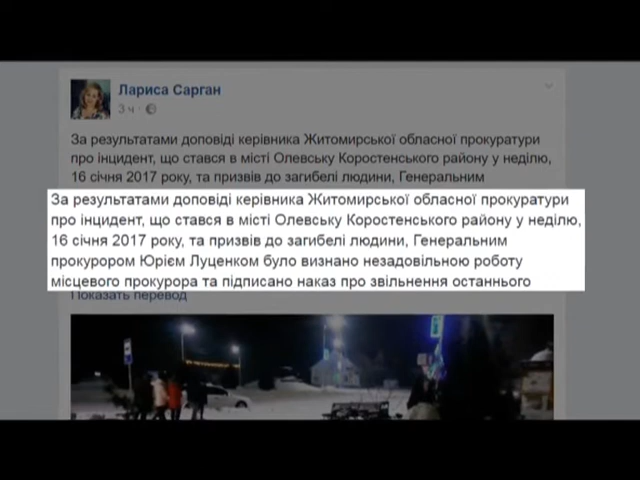 Лариса Сарган
3 ч ·
За результатами доповіді керівника Житомирської обласної прокуратури
про інцидент, що стався в місті Олевську Коростенського району у неділю,
16 січня 2017 року, та призвів до загибелі людини, Генеральним
За результатами доповіді керівника Житомирської обласної прокуратури
про інцидент, що стався в місті Олевську Коростенського району у неділю,
16 січня 2017 року, та призвів до загибелі людини, Генеральним
прокурором Юрієм Луценком було визнано незадовільною роботу
місцевого прокурора та підписано наказ про звільнення останнього
Показать перевод